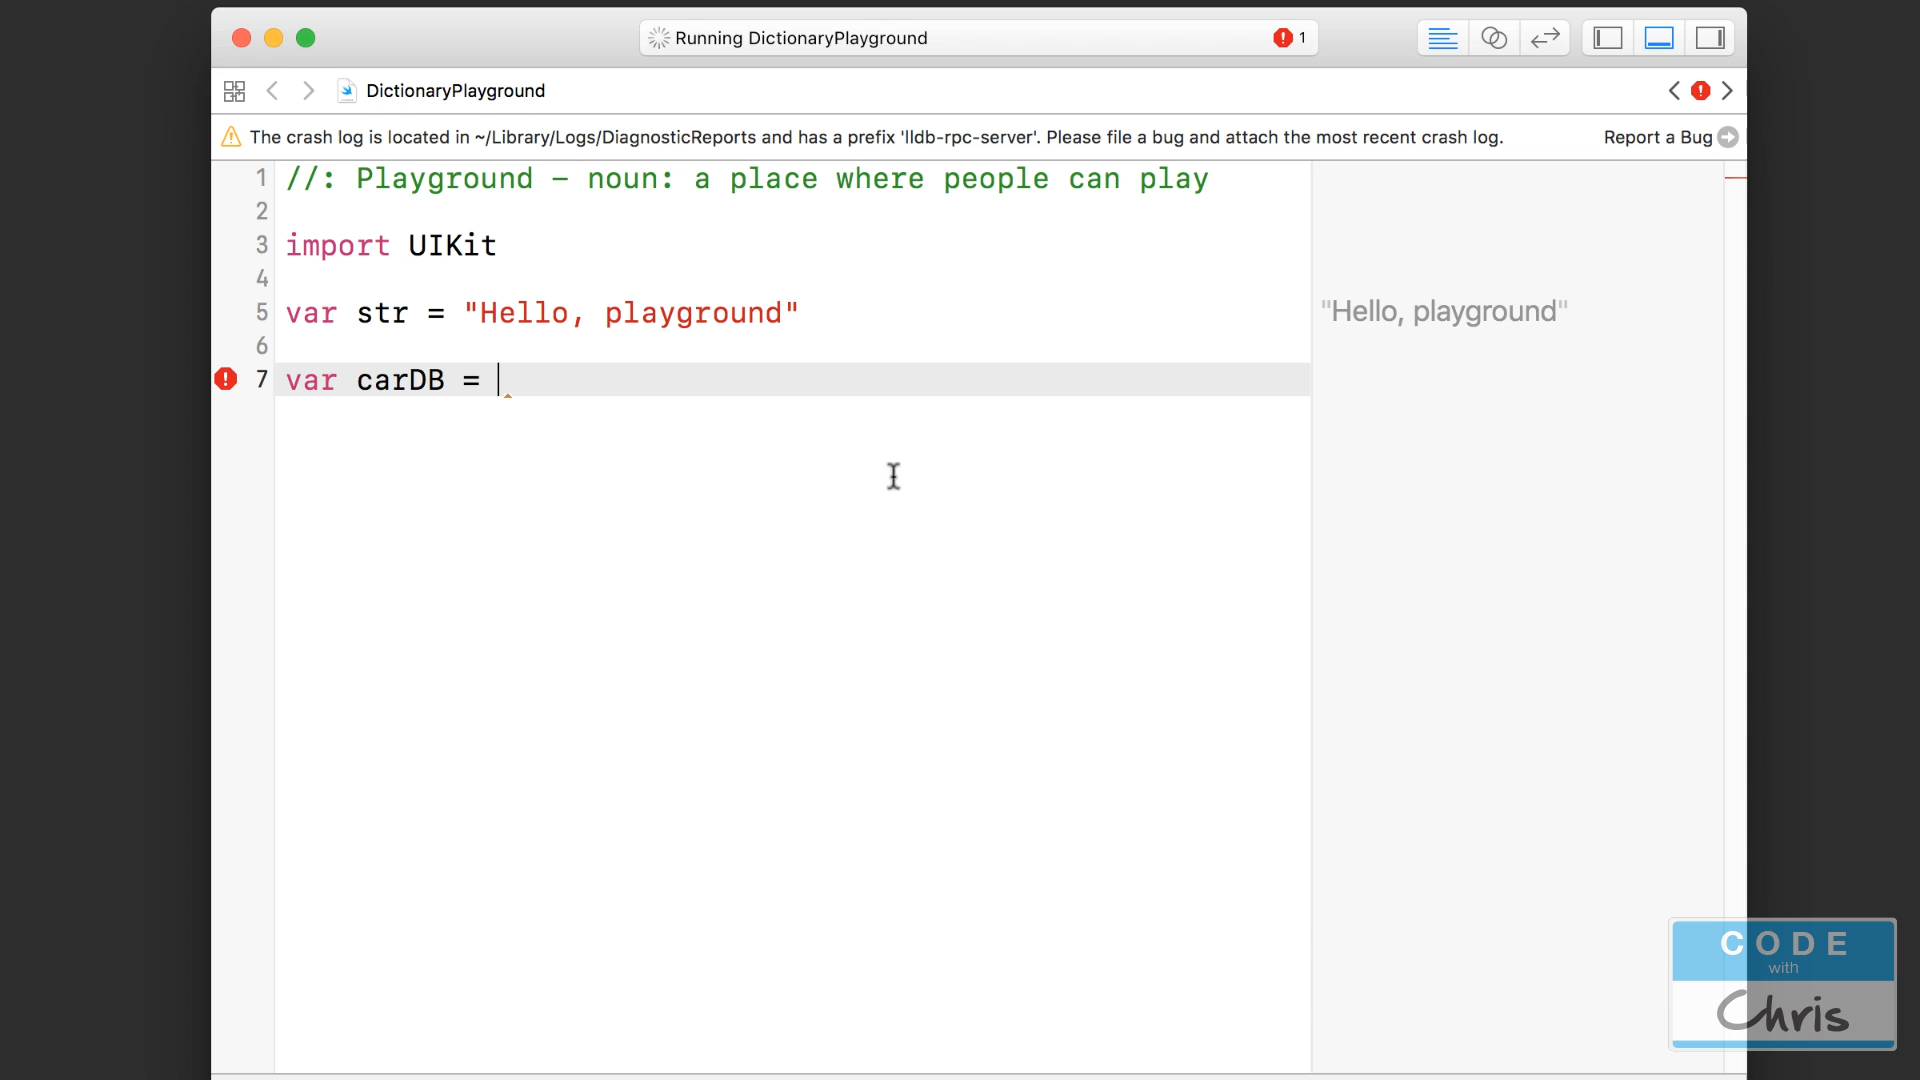 Running DictionaryPlayground
1
DictionaryPlayground
The crash log is located in ~/Library/Logs/DiagnosticReports and has a prefix 'lldb-rpc-server'. Please file a bug and attach the most recent crash log.
Report a Bug
1 //: Playground - noun: a place where people can play
2
3 import UIKit
4
5 var str = "Hello, playground"
"Hello, playground"
6
7 var carDB =
CODE
with
Chris